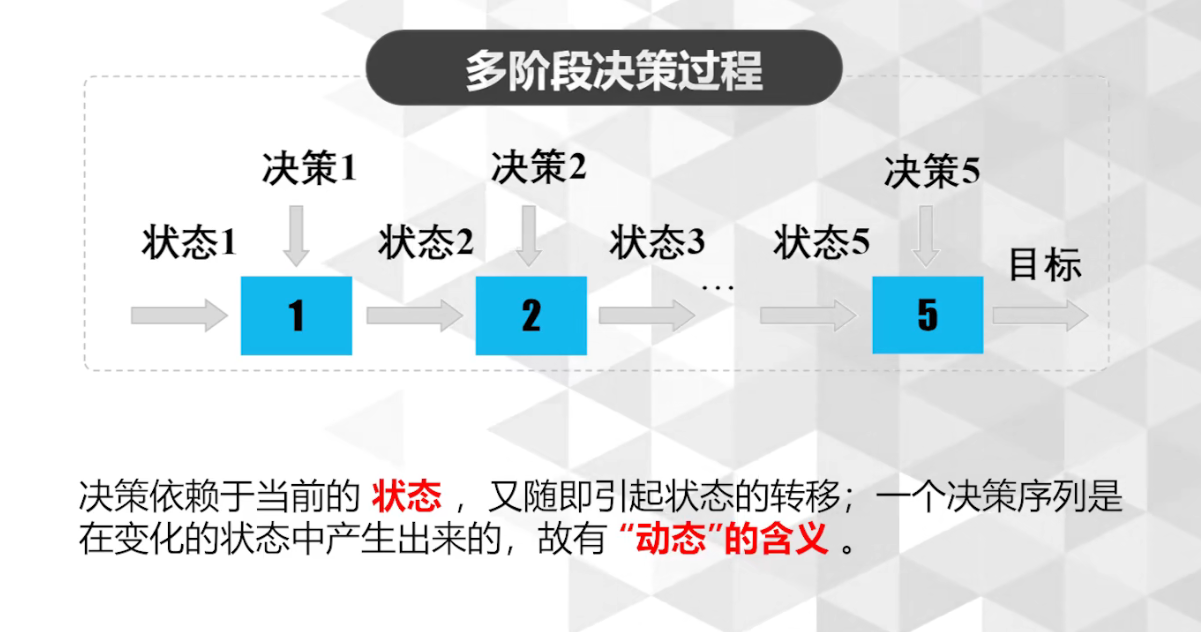 多阶段决策过程
决策1
决策2
决策5
状态1
状态2
状态3
状态5
目标
…
1
2
5
决策依赖于当前的 状态 ，又随即引起状态的转移；一个决策序列是
在变化的状态中产生出来的，故有 “动态”的含义 。